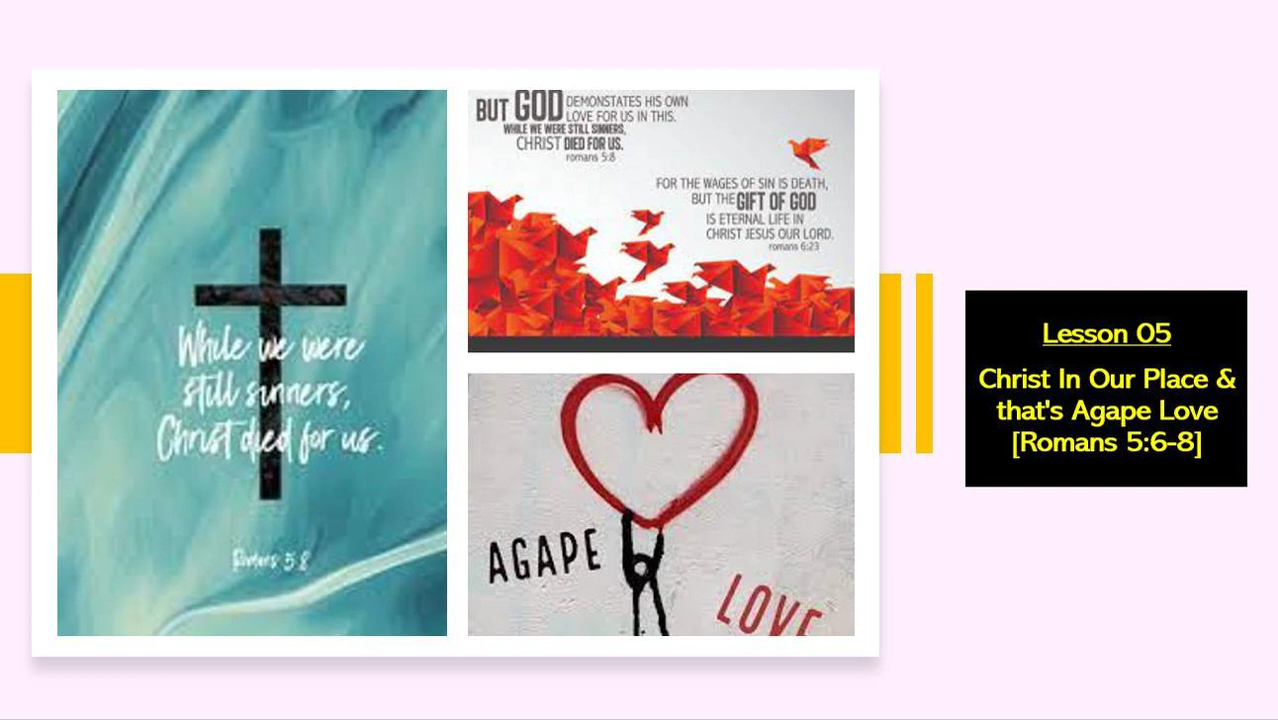 While we were
still sinners,
Christ died for us.
Romans 5:8
BUT GOD DEMONSTATES HIS OWN
LOVE FOR US IN THIS.
WHILE WE WERE STILL SINNERS,
CHRIST DIED FOR US.
romans 5:8
FOR THE WAGES OF SIN IS DEATH,
BUT THE GIFT OF GOD
IS ETERNAL LIFE IN
CHRIST JESUS OUR LORD.
romans 6:23
AGAPE
LOVE
Lesson 05
Christ In Our Place &
that's Agape Love
[Romans 5:6-8]